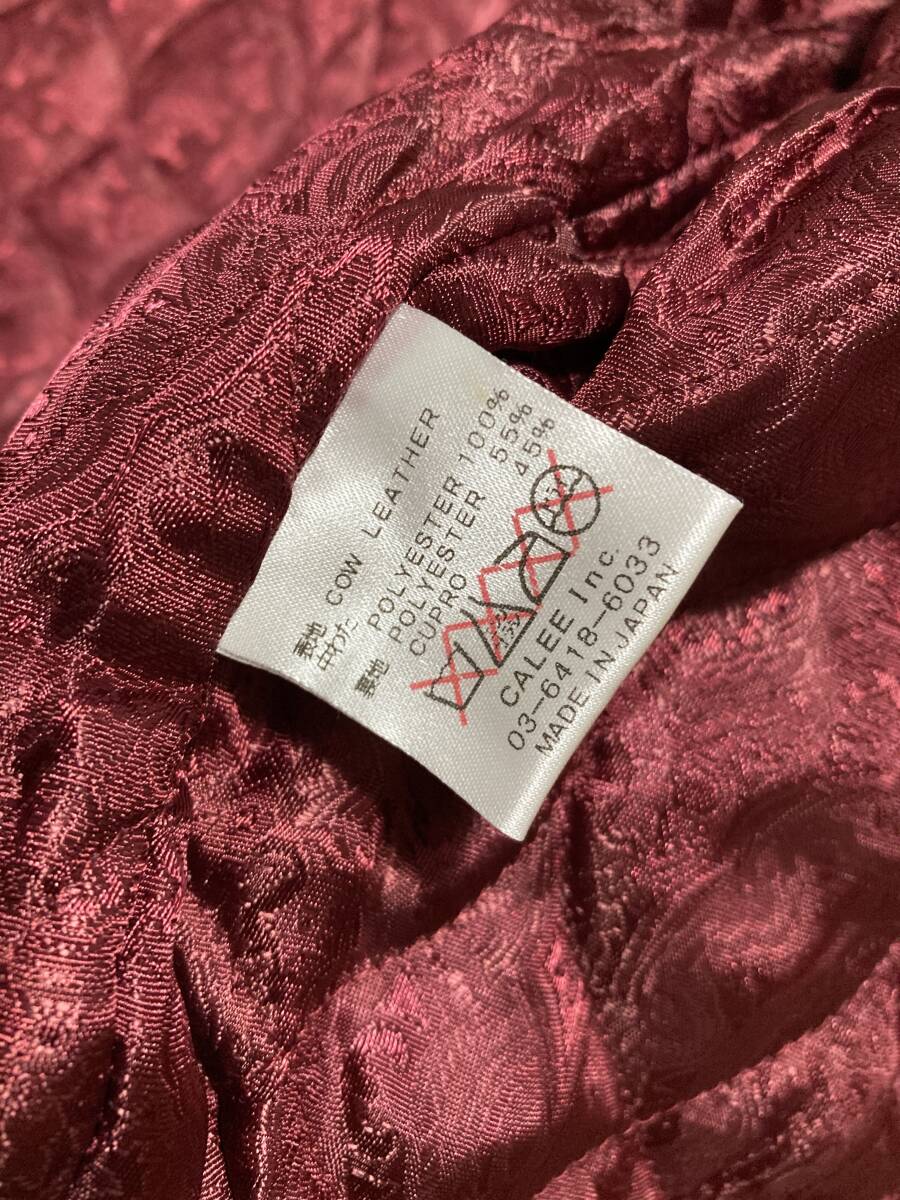 表地 COW LEATHER
中わた POLYESTER 100%
裏地 POLYESTER 55%
CUPRO 45%
CALEE Inc.
03-6418-6033
MADE IN JAPAN